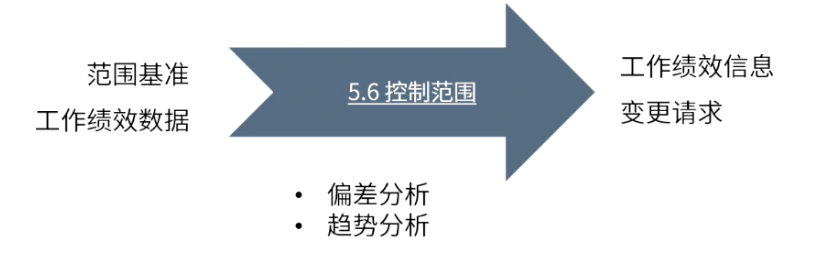 范围基准
工作绩效数据
5.6 控制范围
工作绩效信息
变更请求
• 偏差分析
• 趋势分析